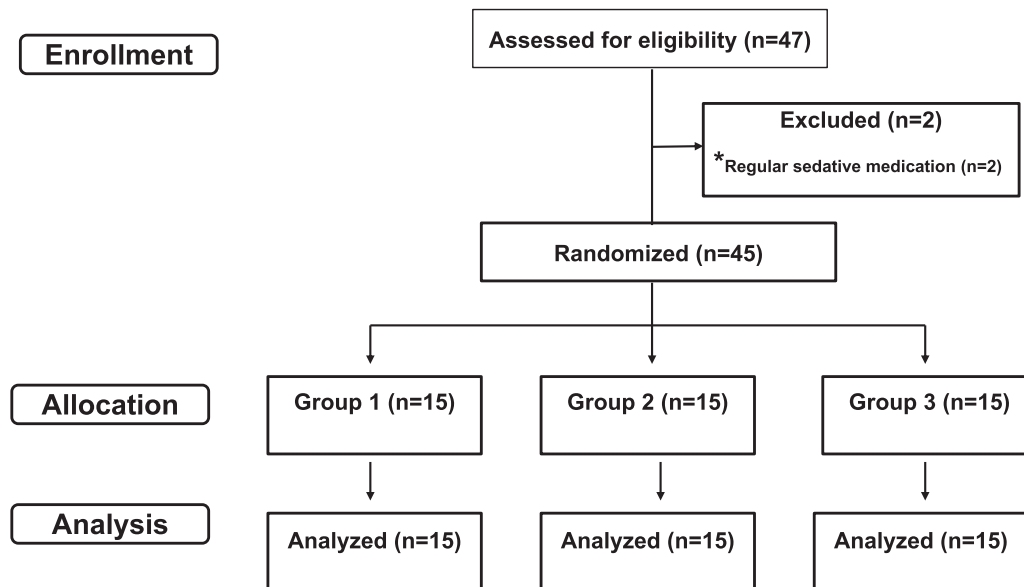 Enrollment
Assessed for eligibility (n=47)
Excluded (n=2)
*Regular sedative medication (n=2)
Randomized (n=45)
Allocation
Group 1 (n=15)
Group 2 (n=15)
Group 3 (n=15)
Analysis
Analyzed (n=15)
Analyzed (n=15)
Analyzed (n=15)